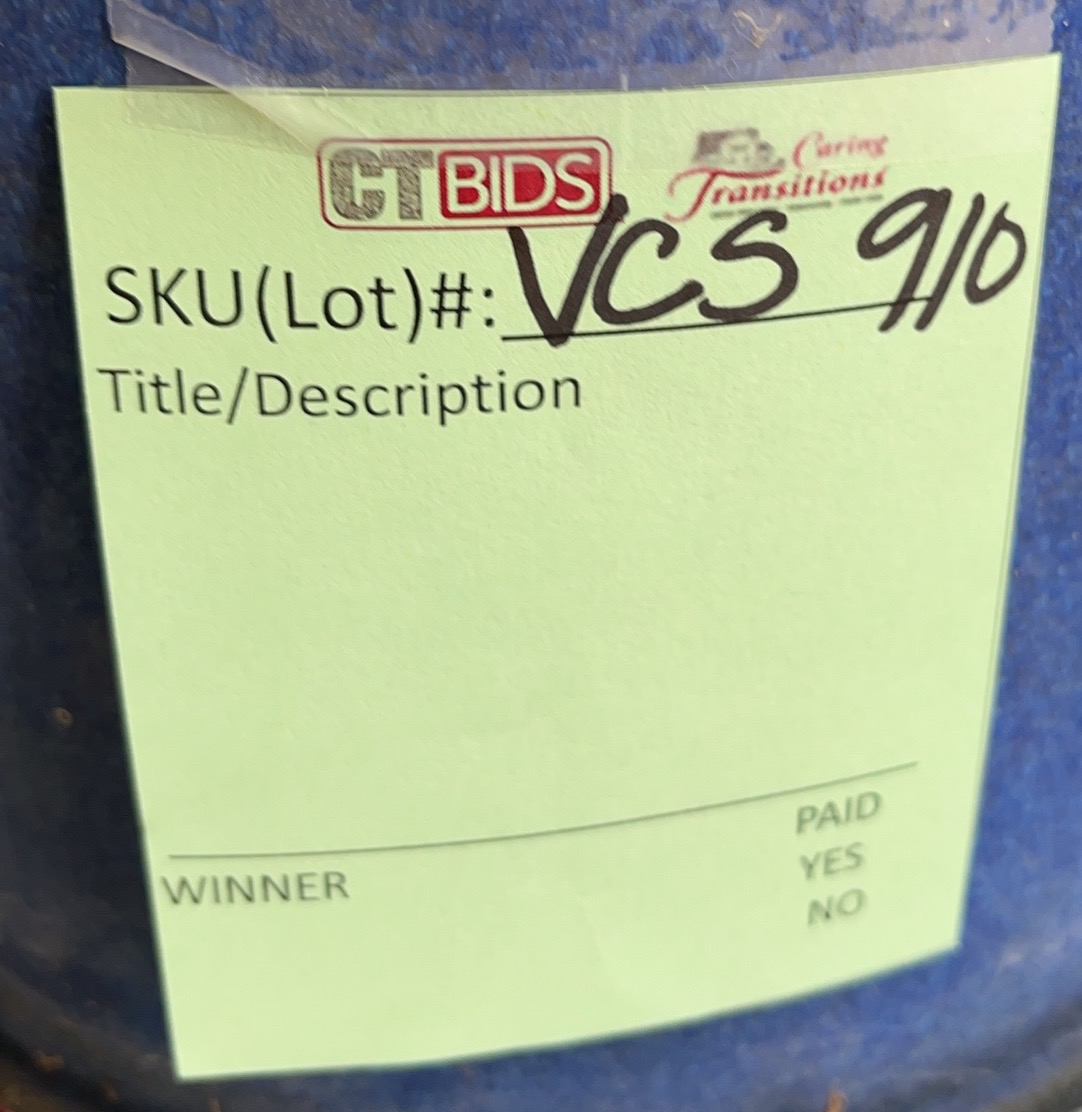 CTBIDS Caring
Transitions
SKU(Lot)#: VCS 910
Title/Description
PAID
WINNER YES
NO